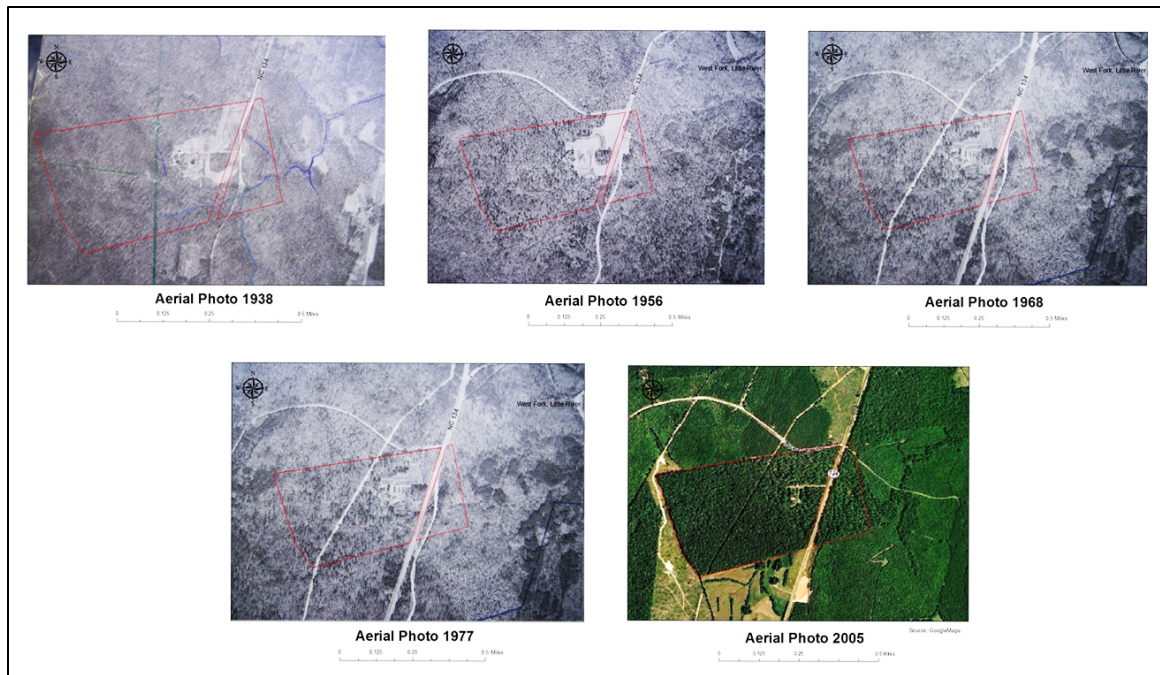 N
W E
S
NC 134
Aerial Photo 1938
0 0.125 0.25 0.5 Miles
N
W E
S
West Fork, Little River
NC 134
Aerial Photo 1956
0 0.125 0.25 0.5 Miles
N
W E
S
West Fork, Little River
NC 134
Aerial Photo 1968
0 0.125 0.25 0.5 Miles
N
W E
S
West Fork, Little River
NC 134
Aerial Photo 1977
0 0.125 0.25 0.5 Miles
134
Source: GoogleMaps
Aerial Photo 2005
0 0.125 0.25 0.5 Miles